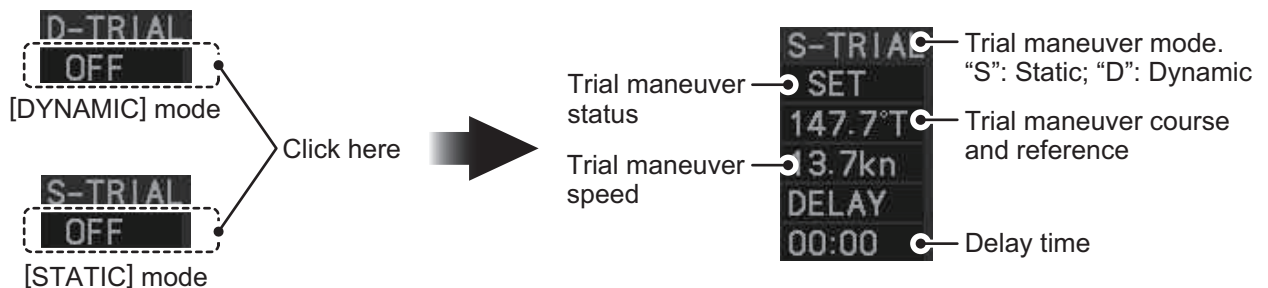 D-TRIAL
OFF
[DYNAMIC] mode
Click here
S-TRIAL
OFF
[STATIC] mode
Trial maneuver
status
Trial maneuver
speed
S-TRIAL
SET
147.7°T
13.7kn
DELAY
00:00
Trial maneuver mode.
“S”: Static; “D”: Dynamic
Trial maneuver course
and reference
Delay time